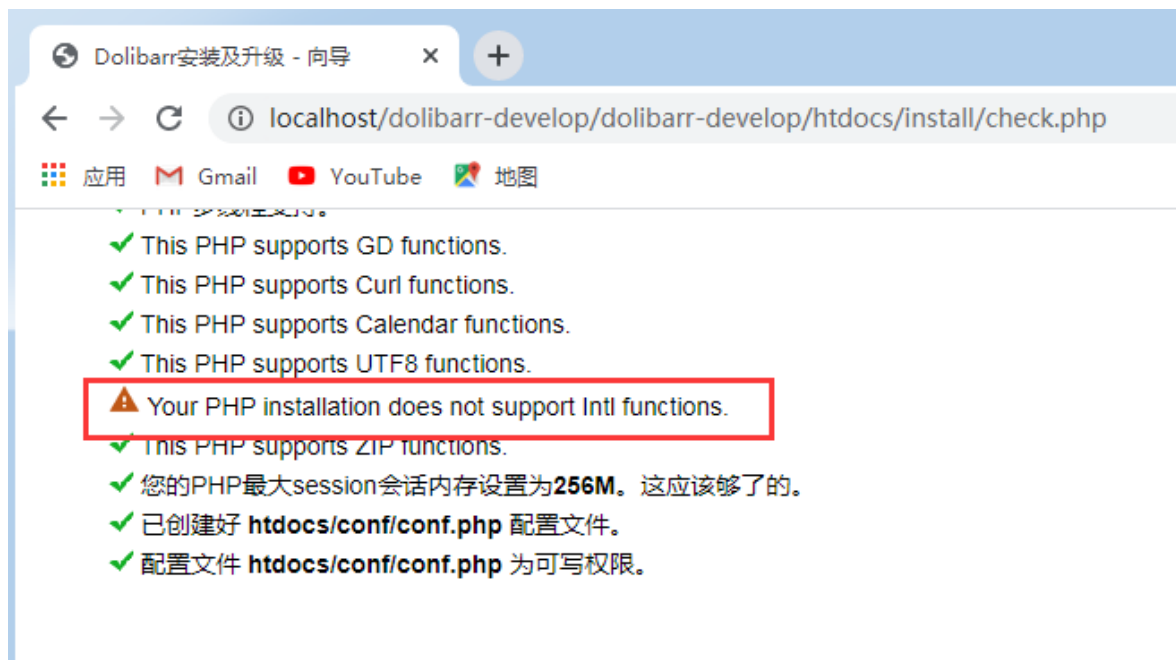 Dolibarr安装及升级 - 向导
localhost/dolibarr-develop/dolibarr-develop/htdocs/install/check.php
应用 Gmail YouTube 地图
This PHP supports GD functions.
This PHP supports Curl functions.
This PHP supports Calendar functions.
This PHP supports UTF8 functions.
Your PHP installation does not support Intl functions.
This PHP supports ZIP functions.
您的PHP最大session会话内存设置为256M。这应该够了的。
已创建好 htdocs/conf/conf.php 配置文件。
配置文件 htdocs/conf/conf.php 为可写权限。